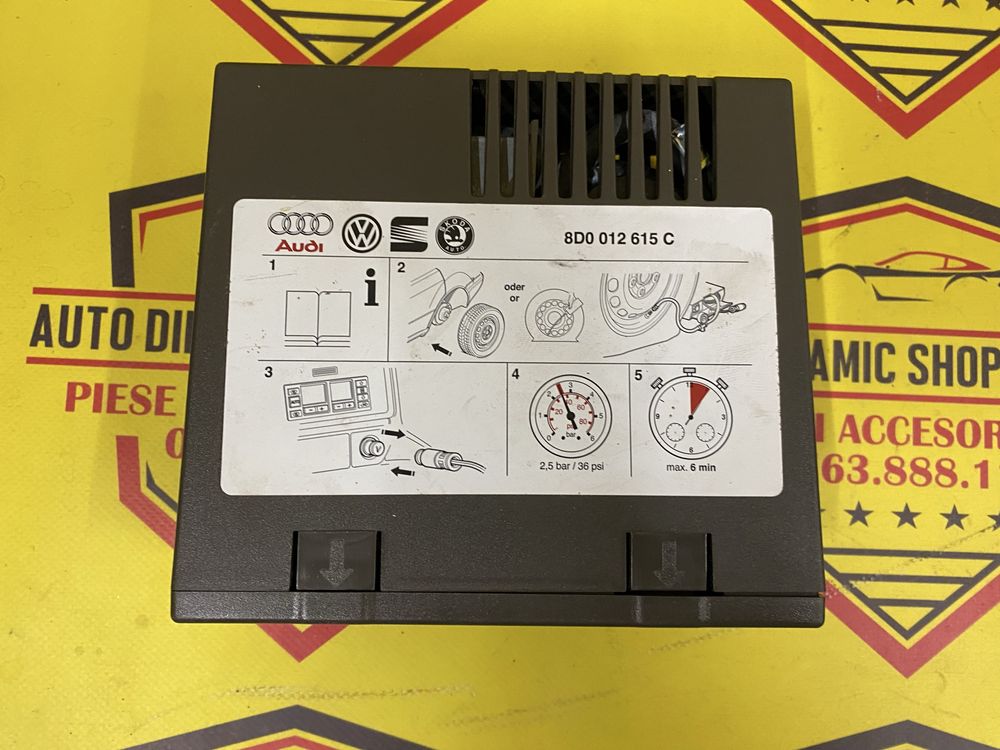 Audi
ŠKODA
AUTO
8D0 012 615 C
1
i
2
oder
or
3
4
5
2,5 bar / 36 psi
max. 6 min
bar
AUTO DI
PIESE
AMIC SHOP
ACCESOR
63.888.1